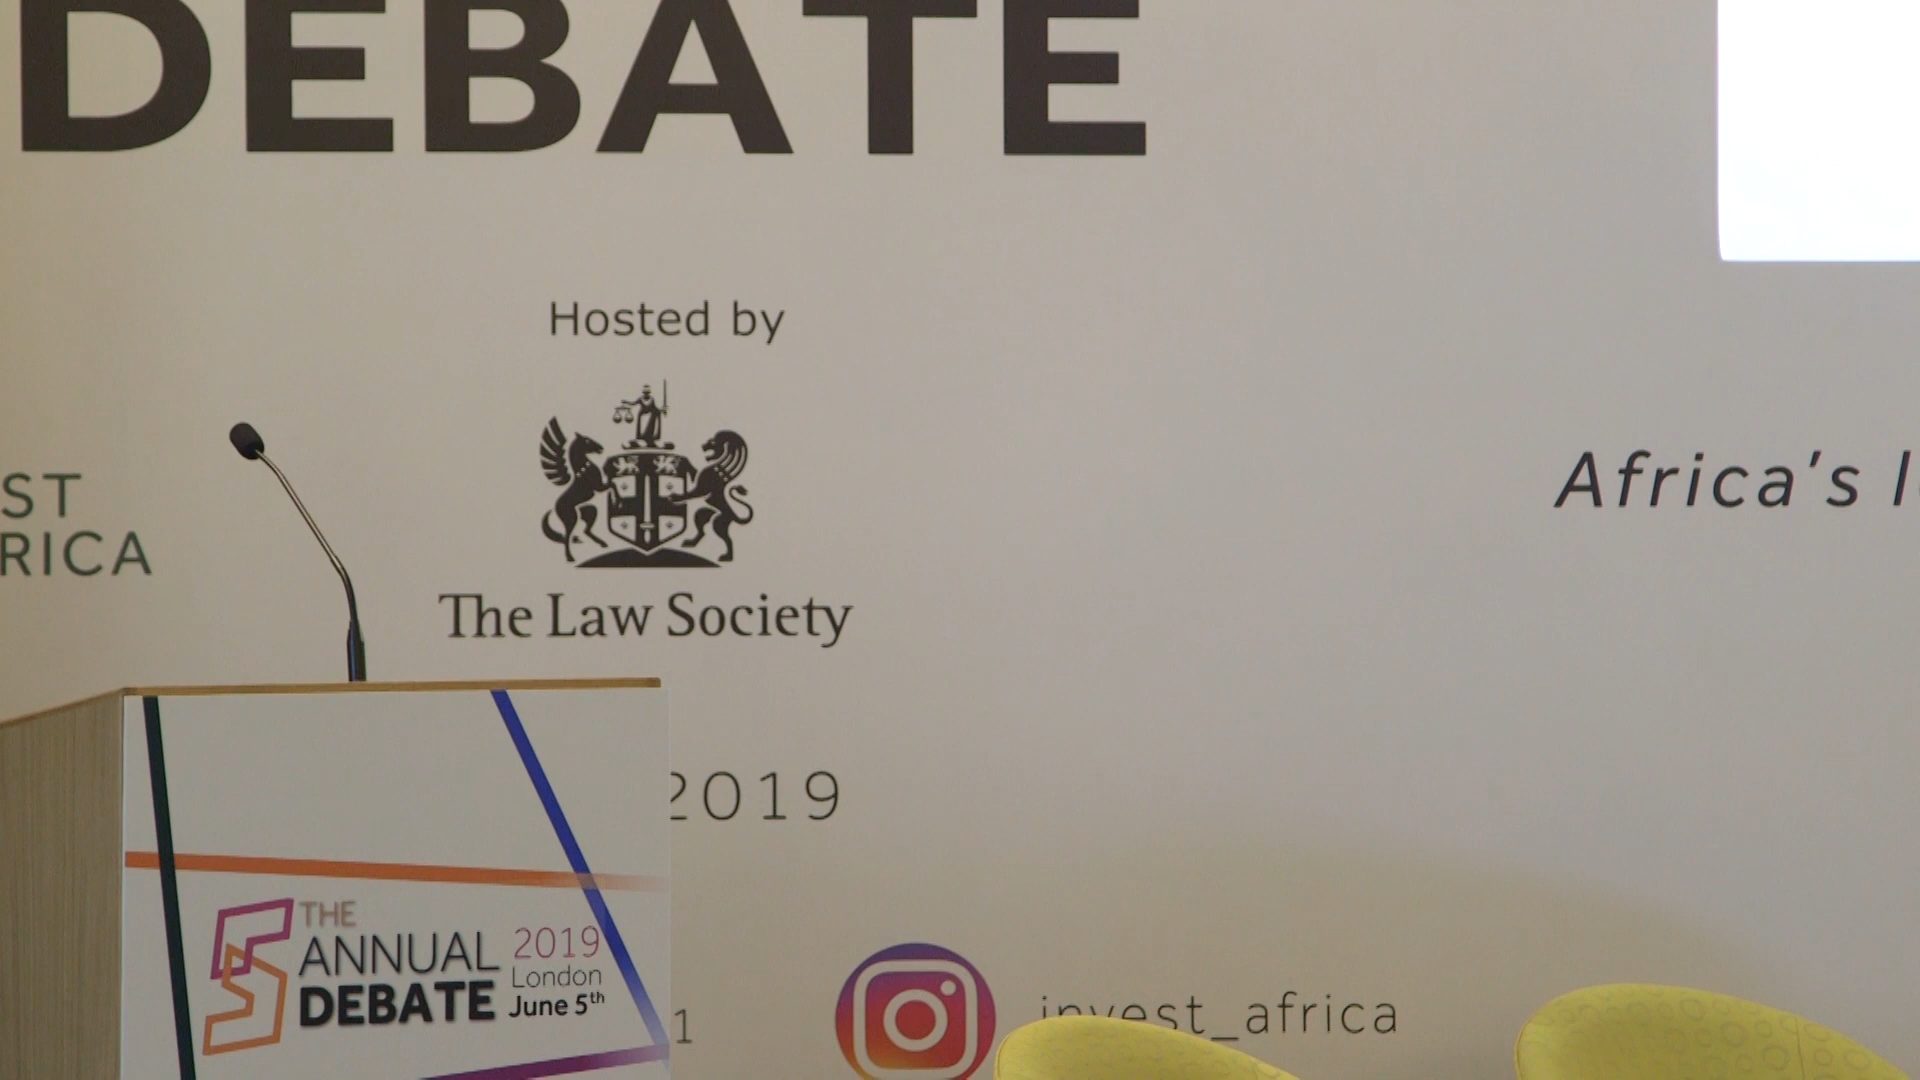 DEBATE
Hosted by
ST
RICA
The Law Society
Africa's
2019
THE
ANNUAL
DEBATE
2019
London
June 5th
1
invest_africa